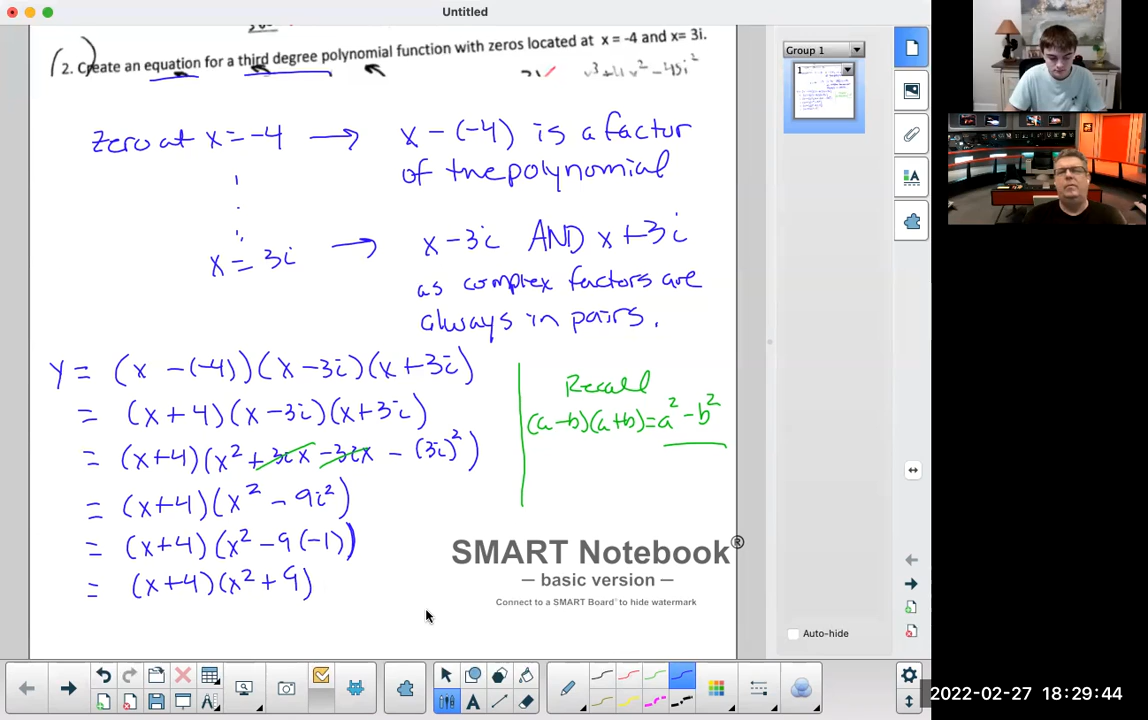 Untitled
2. Create an equation for a third degree polynomial function with zeros located at x = -4 and x= 3i.
zero at x = -4 → x - (-4) is a factor
of the polynomial
x = 3i → x - 3i AND x + 3i
as complex factors are
always in pairs.
Y = (x - (-4))(x - 3i)(x + 3i)
= (x + 4)(x - 3i)(x + 3i)
= (x+4)(x² + 3ix - 3ix - (3i)²)
= (x+4)(x² - 9i²)
= (x+4)(x² - 9(-1))
= (x+4)(x² + 9)
Recall
(a-b)(a+b)=a² - b²
SMART Notebook®
— basic version —
Connect to a SMART Board® to hide watermark
Group 1
1
Auto-hide
2022-02-27 18:29:44